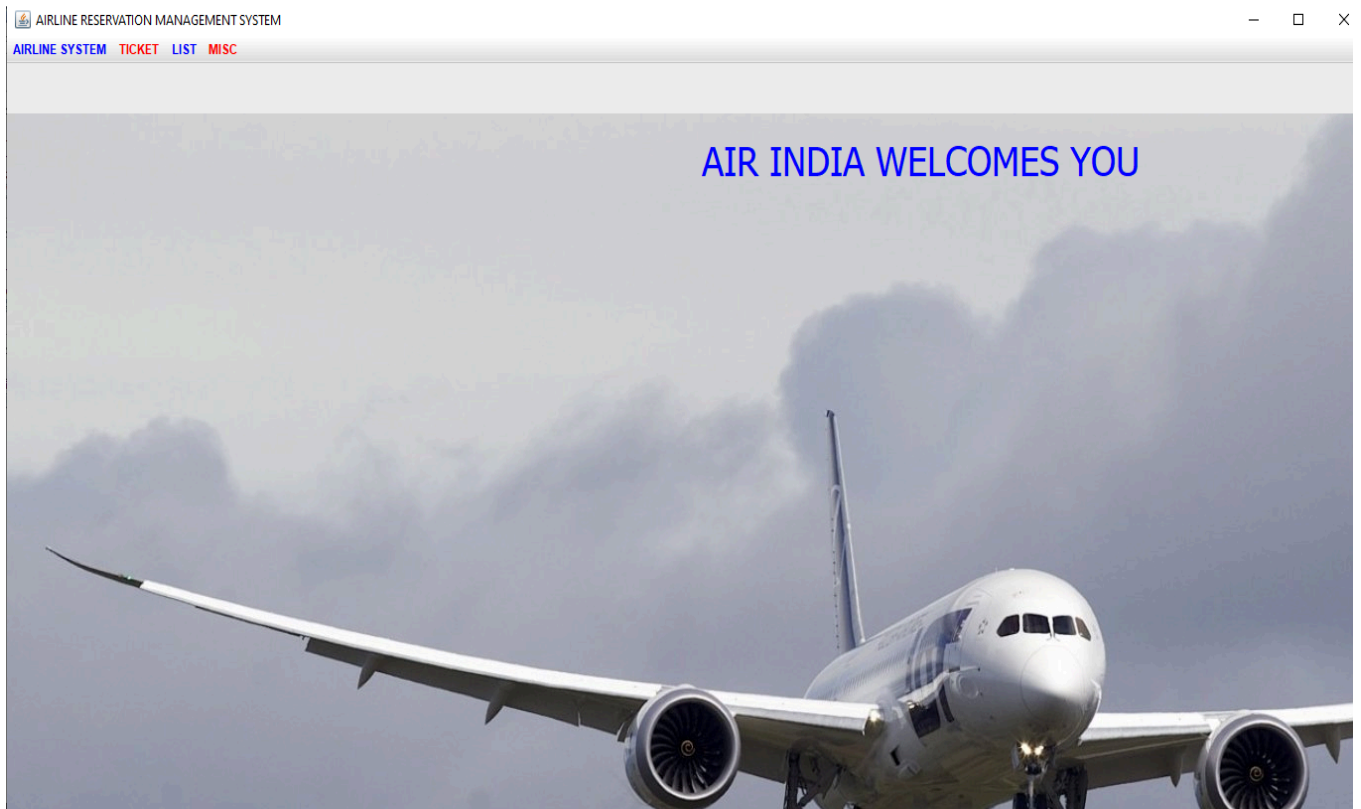 AIRLINE RESERVATION MANAGEMENT SYSTEM
AIRLINE SYSTEM TICKET LIST MISC
AIR INDIA WELCOMES YOU